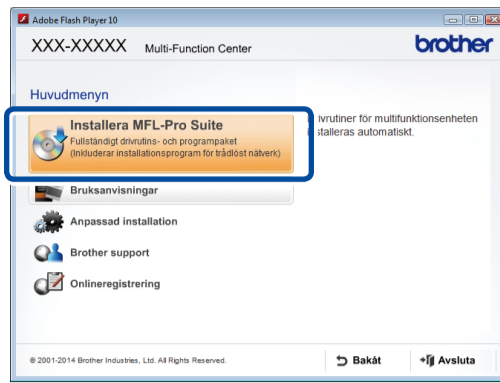 Adobe Flash Player 10
XXX-XXXXX Multi-Function Center
brother
Huvudmenyn
Installera MFL-Pro Suite
Fullständigt drivrutins- och programpaket
(Inkluderar installationsprogram för trådlöst nätverk)
ivrutiner för multifunktionsenheten
stalleras automatiskt.
Bruksanvisningar
Anpassad installation
Brother support
Onlineregistrering
© 2001-2014 Brother Industries, Ltd. All Rights Reserved.
Bakåt
Avsluta